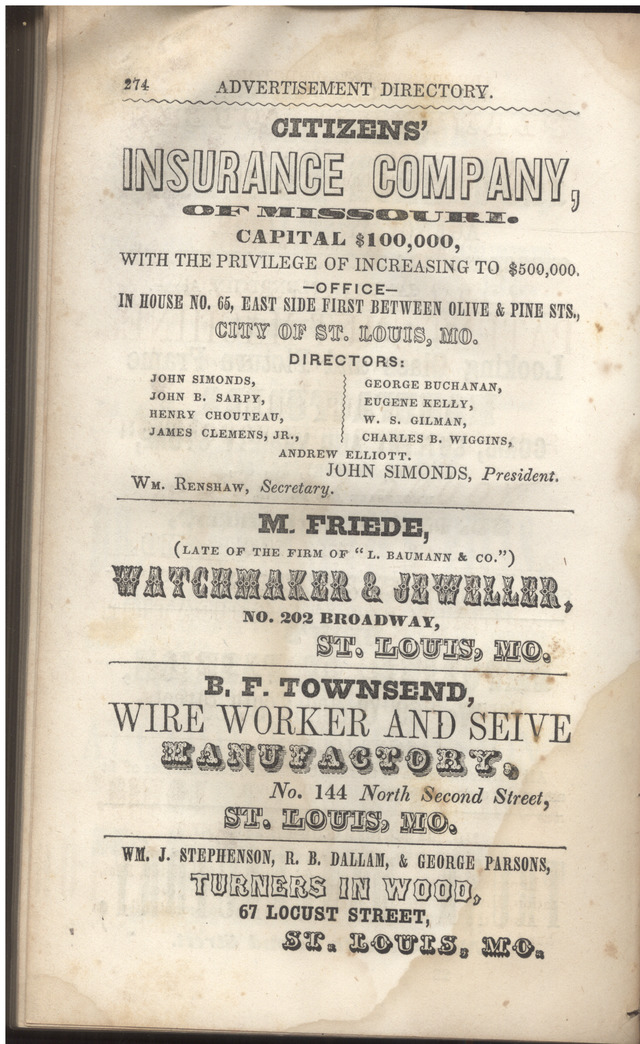 274 ADVERTISEMENT DIRECTORY.
CITIZENS'
INSURANCE COMPANY,
OF MISSOURI.
CAPITAL $100,000,
WITH THE PRIVILEGE OF INCREASING TO $500,000.
—OFFICE—
IN HOUSE NO. 65, EAST SIDE FIRST BETWEEN OLIVE & PINE STS.,
CITY OF ST. LOUIS, MO.
DIRECTORS:
JOHN SIMONDS,
JOHN B. SARPY,
HENRY CHOUTEAU,
JAMES CLEMENS, JR.,
GEORGE BUCHANAN,
EUGENE KELLY,
W. S. GILMAN,
CHARLES B. WIGGINS,
ANDREW ELLIOTT.
JOHN SIMONDS, President.
WM. RENSHAW, Secretary.
M. FRIEDE,
(LATE OF THE FIRM OF "L. BAUMANN & CO.")
WATCHMAKER & JEWELLER,
NO. 202 BROADWAY,
ST. LOUIS, MO.
B. F. TOWNSEND,
WIRE WORKER AND SEIVE
MANUFACTORY.
No. 144 North Second Street,
ST. LOUIS, MO.
WM. J. STEPHENSON, R. B. DALLAM, & GEORGE PARSONS,
TURNERS IN WOOD,
67 LOCUST STREET,
ST. LOUIS, MO.